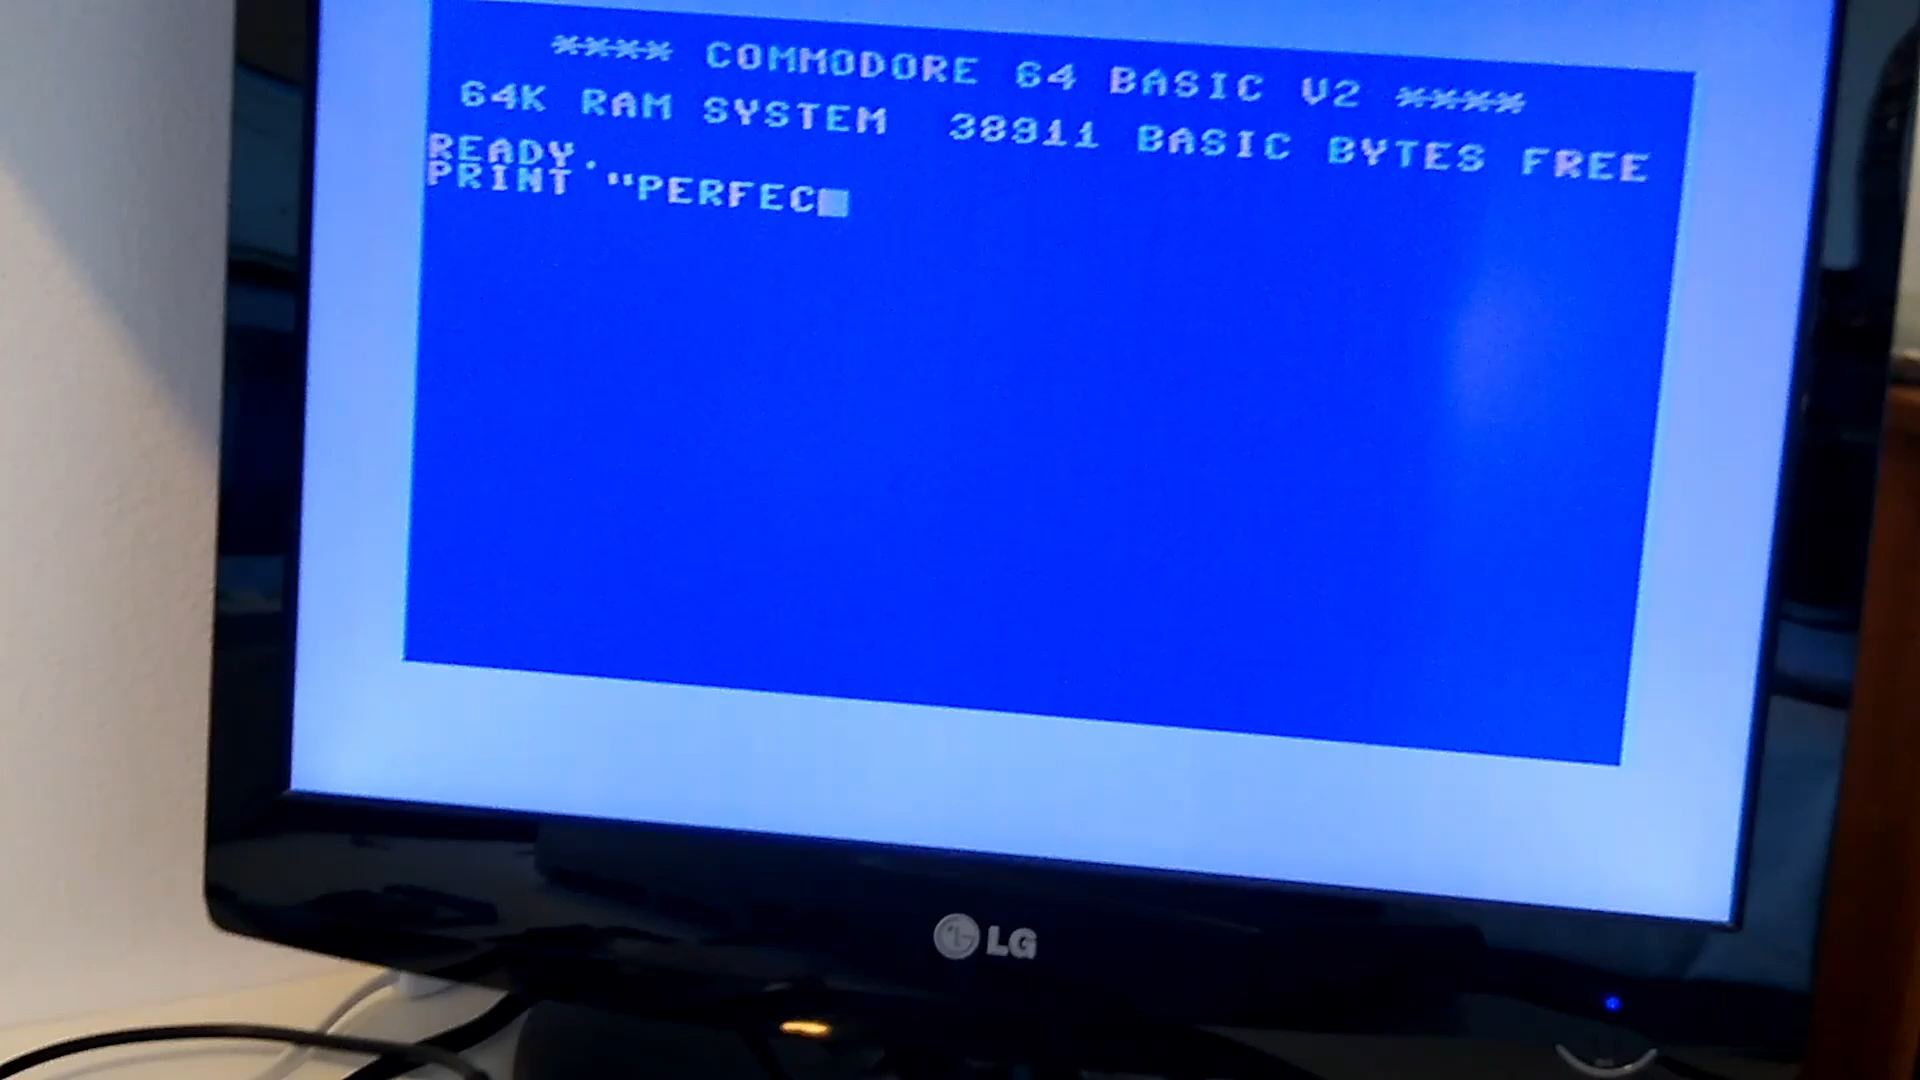 **** COMMODORE 64 BASIC V2 ****
64K RAM SYSTEM 38911 BASIC BYTES FREE
READY.
PRINT "PERFEC
LG